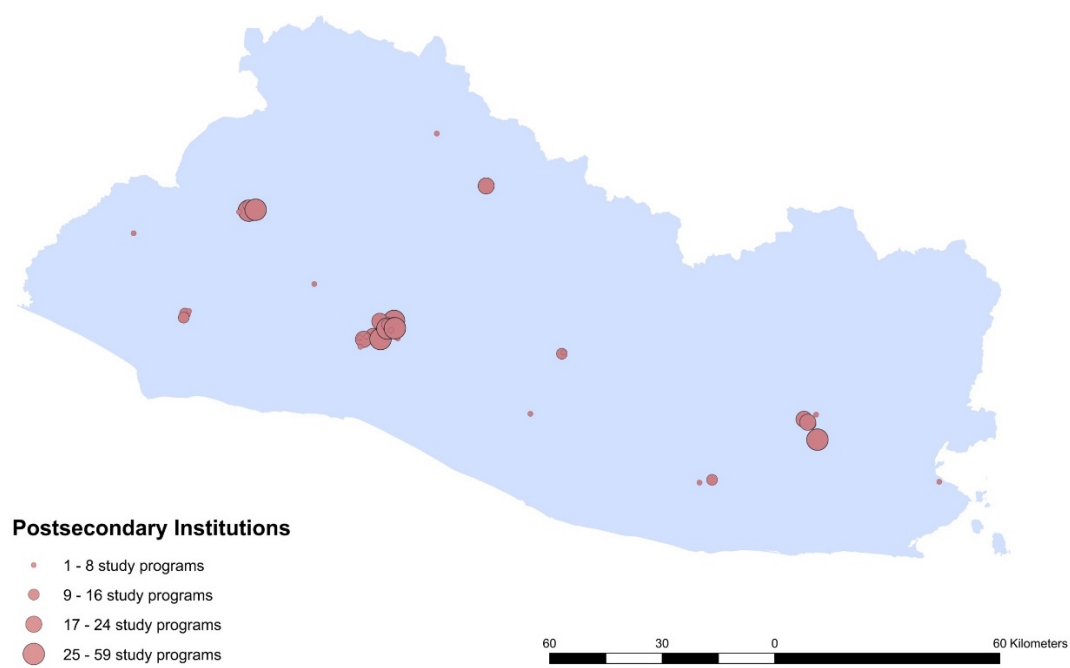 Postsecondary Institutions
1 - 8 study programs
9 - 16 study programs
17 - 24 study programs
25 - 59 study programs
60 30 0 60 Kilometers